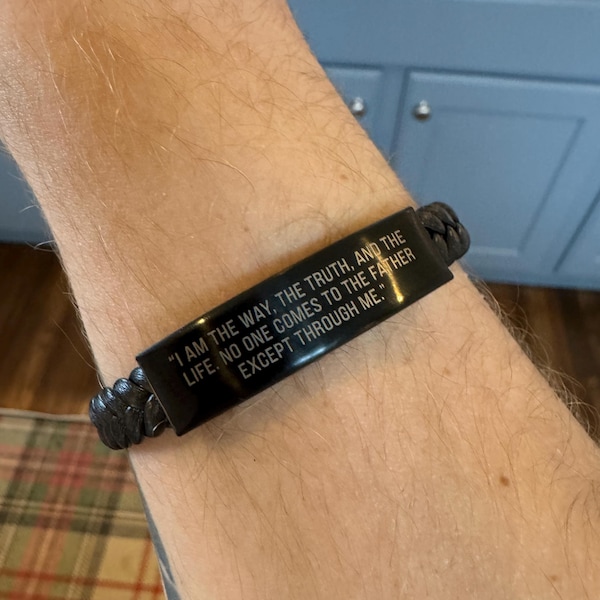 "I AM THE WAY, THE TRUTH, AND THE
LIFE. NO ONE COMES TO THE FATHER
EXCEPT THROUGH ME."